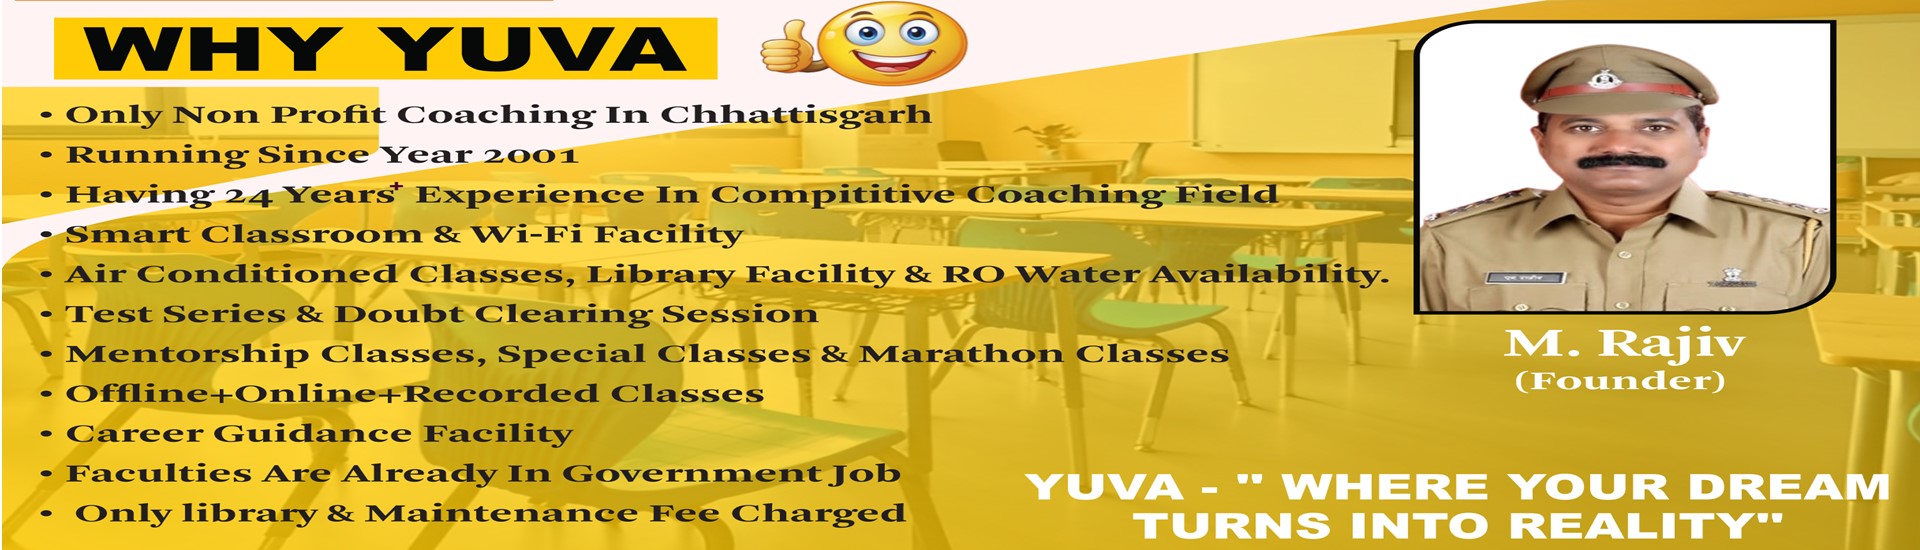 WHY YUVA
• Only Non Profit Coaching In Chhattisgarh
• Running Since Year 2001
• Having 24 Years+ Experience In Compititive Coaching Field
• Smart Classroom & Wi-Fi Facility
• Air Conditioned Classes, Library Facility & RO Water Availability.
• Test Series & Doubt Clearing Session
• Mentorship Classes, Special Classes & Marathon Classes
• Offline+Online+Recorded Classes
• Career Guidance Facility
• Faculties Are Already In Government Job
• Only library & Maintenance Fee Charged
M. Rajiv
(Founder)
YUVA - " WHERE YOUR DREAM
TURNS INTO REALITY"